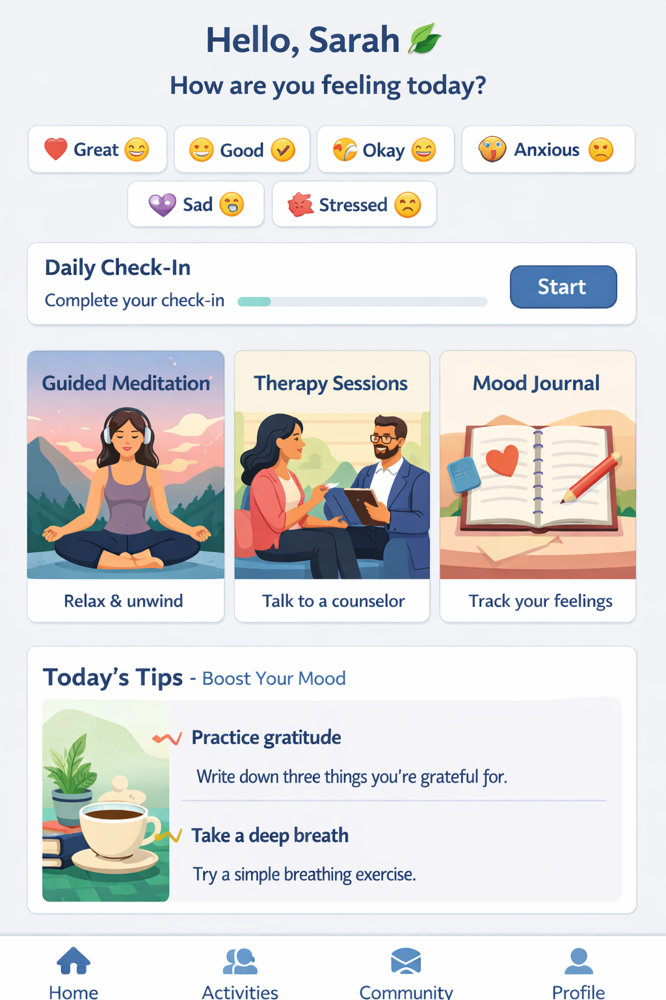 Hello, Sarah
How are you feeling today?
Great
Good
Okay
Anxious
Sad
Stressed
Daily Check-In
Complete your check-in
Start
Guided Meditation
Therapy Sessions
Mood Journal
Relax & unwind
Talk to a counselor
Track your feelings
Today's Tips - Boost Your Mood
Practice gratitude
Write down three things you're grateful for.
Take a deep breath
Try a simple breathing exercise.
Home
Activities
Community
Profile